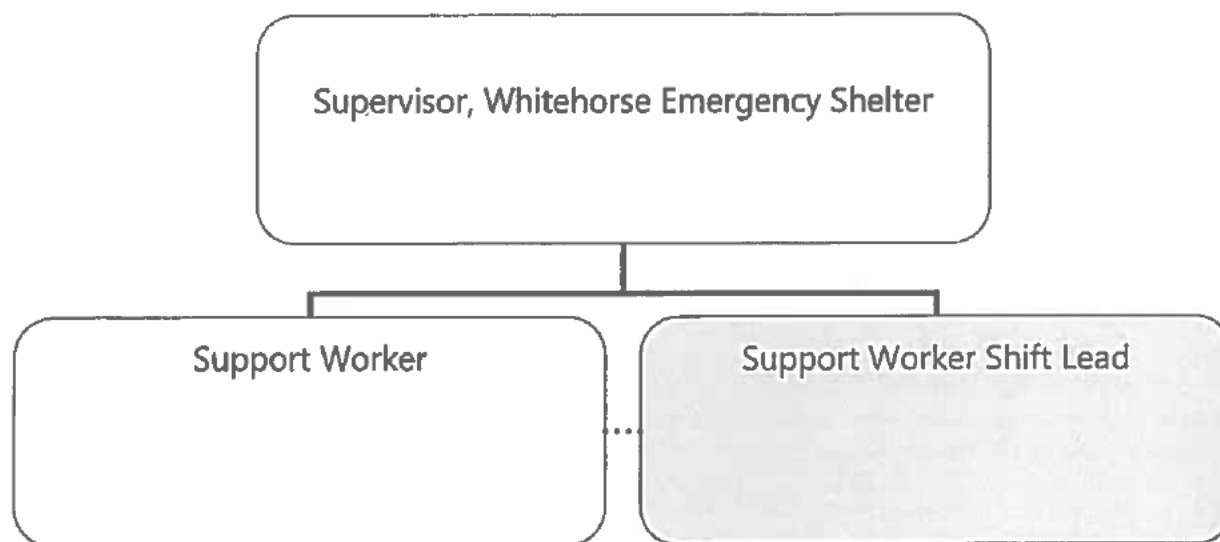 Supervisor, Whitehorse Emergency Shelter
Support Worker
Support Worker Shift Lead